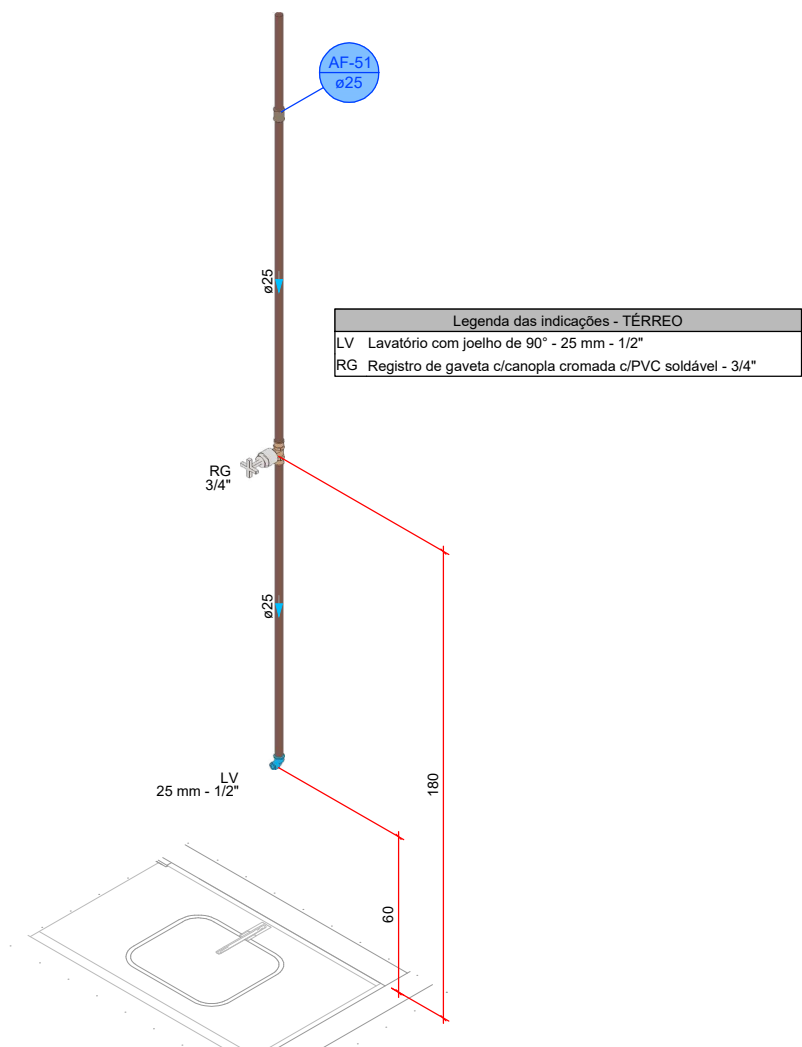 AF-51
ø25
ø25
Legenda das indicações - TÉRREO
LV Lavatório com joelho de 90° - 25 mm - 1/2"
RG Registro de gaveta c/canopla cromada c/PVC soldável - 3/4"
RG
3/4"
ø25
LV
25 mm - 1/2"
180
60